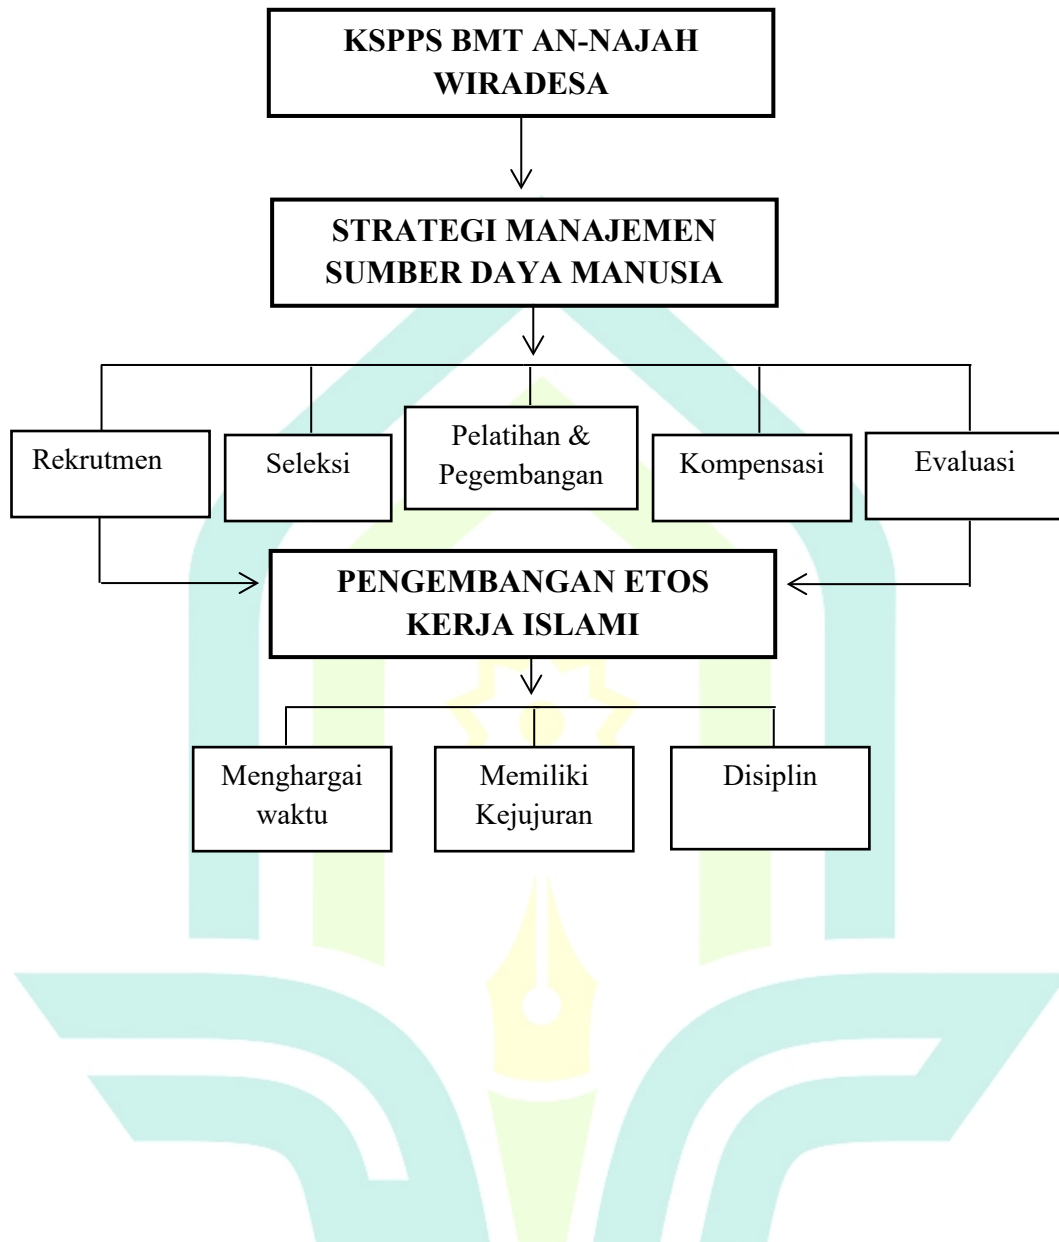 KSPPS BMT AN-NAJAH
WIRADESA
STRATEGI MANAJEMEN
SUMBER DAYA MANUSIA
Rekrutmen
Seleksi
Pelatihan &
Pegembangan
Kompensasi
Evaluasi
PENGEMBANGAN ETOS
KERJA ISLAMI
Menghargai
waktu
Memiliki
Kejujuran
Disiplin